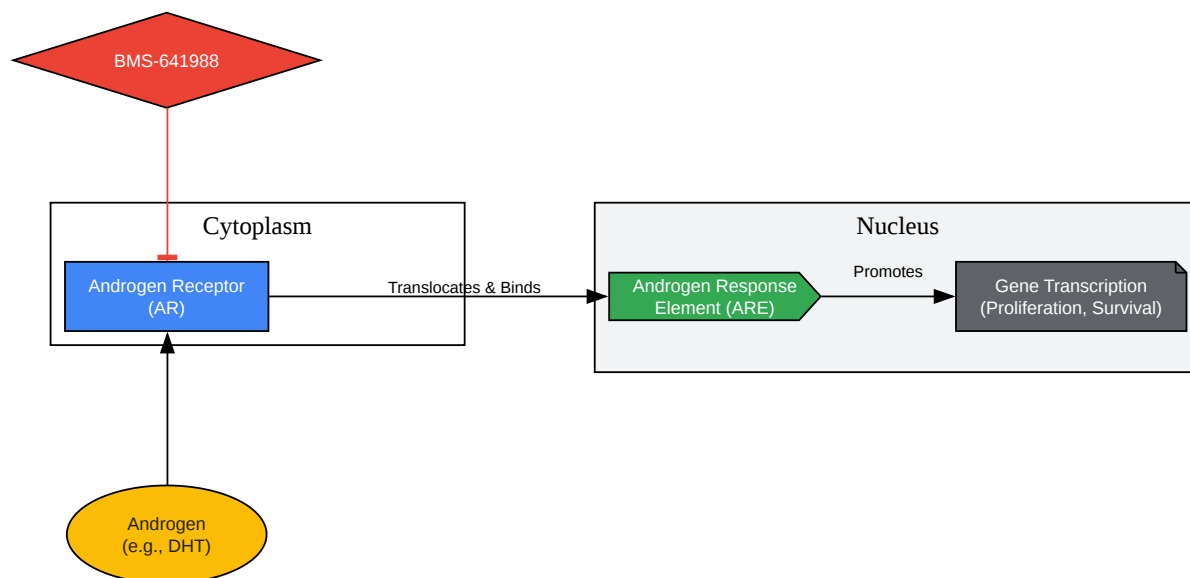 BMS-641988
Cytoplasm
Nucleus
Androgen Receptor
(AR)
Translocates & Binds
Androgen Response
Element (ARE)
Promotes
Gene Transcription
(Proliferation, Survival)
Androgen
(e.g., DHT)